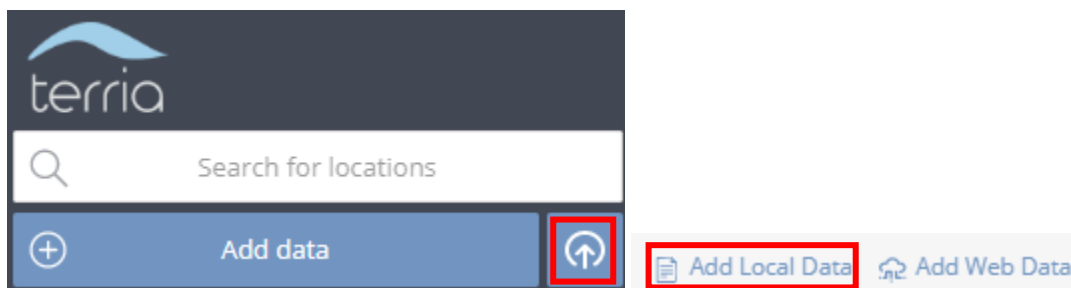 terria
Search for locations
Add data
Add Local Data Add Web Data